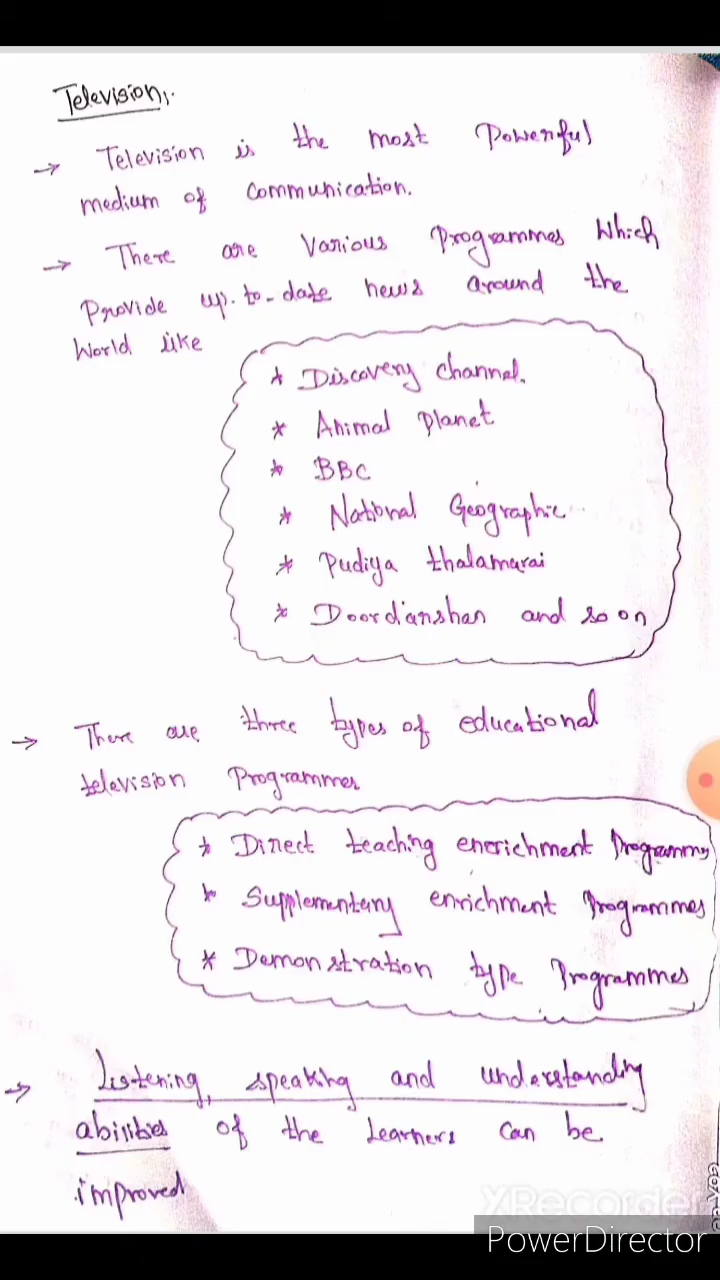 Television:-
→ Television is the most Powerful
medium of communication.
→ There are Various Programmes Which
Provide up-to-date news around the
World like
* Discovery channel.
* Animal Planet
* BBC
* National Geographic
* Pudiya thalamurai
* Doordarshan and so on
→ There are three types of educational
television Programmes
* Direct teaching enrichment Programmes
* Supplementary enrichment Programmes
* Demonstration type Programmes
→ Listening, speaking and understanding
abilities of the Learners can be
improved
XRecorder
PowerDirector